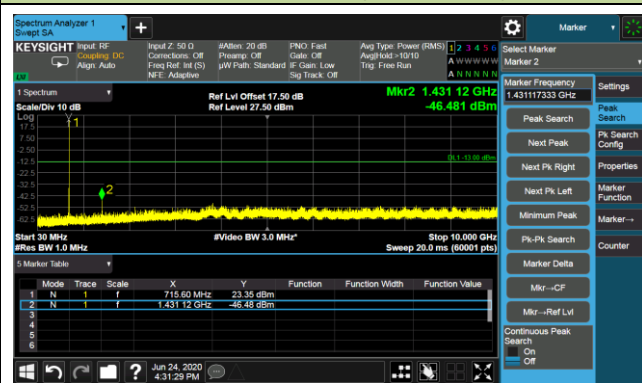 Spectrum Analyzer 1
Swept SA
Marker
KEYSIGHT
Input: RF
Coupling: DC
Align: Auto
Input Z: 50 Ω
Corrections: Off
Freq Ref: Int (S)
NFE: Adaptive
#Atten: 20 dB
Preamp: Off
µW Path: Standard
PNO: Fast
Gate: Off
IF Gain: Low
Sig Track: Off
Avg Type: Power (RMS)
Avg|Hold:>10/10
Trig: Free Run
1 2 3 4 5 6
A W W W W W
A N N N N N
LXI
Select Marker
Marker 2
1 Spectrum
Scale/Div 10 dB
Ref Lvl Offset 17.50 dB
Ref Level 27.50 dBm
Mkr2 1.431 12 GHz
-46.481 dBm
Log
17.5
7.50
-2.50
-12.5
-22.5
-32.5
-42.5
-52.5
-62.5
1
2
DL1 -13.00 dBm
Start 30 MHz
#Res BW 1.0 MHz
#Video BW 3.0 MHz*
Stop 10.000 GHz
Sweep 20.0 ms (60001 pts)
5 Marker Table
Mode Trace Scale X Y Function Function Width Function Value
1 N 1 f 715.60 MHz 23.35 dBm
2 N 1 f 1.431 12 GHz -46.48 dBm
3
4
5
6
Marker Frequency
1.431117333 GHz
Peak Search
Next Peak
Next Pk Right
Next Pk Left
Minimum Peak
Pk-Pk Search
Marker Delta
Mkr→CF
Mkr→Ref Lvl
Continuous Peak
Search
On
Off
Settings
Peak
Search
Pk Search
Config
Properties
Marker
Function
Marker→
Counter
?
Jun 24, 2020
4:31:29 PM